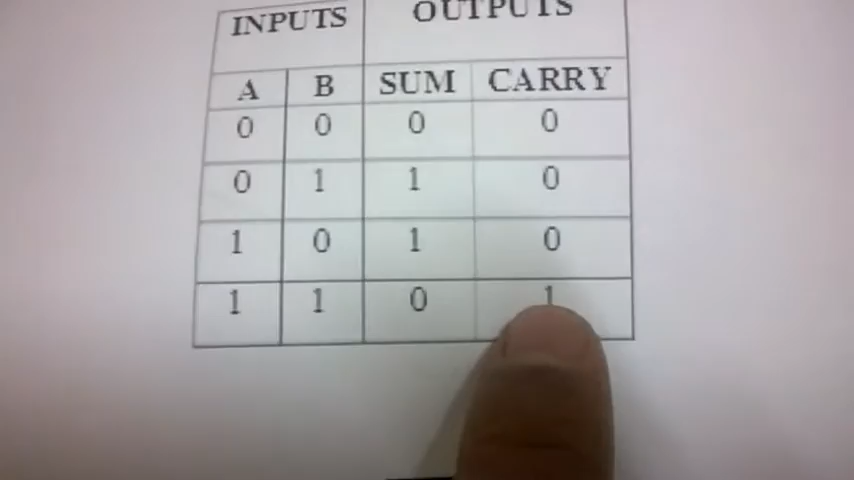 INPUTS OUTPUTS
A B SUM CARRY
0 0 0 0
0 1 1 0
1 0 1 0
1 1 0 1